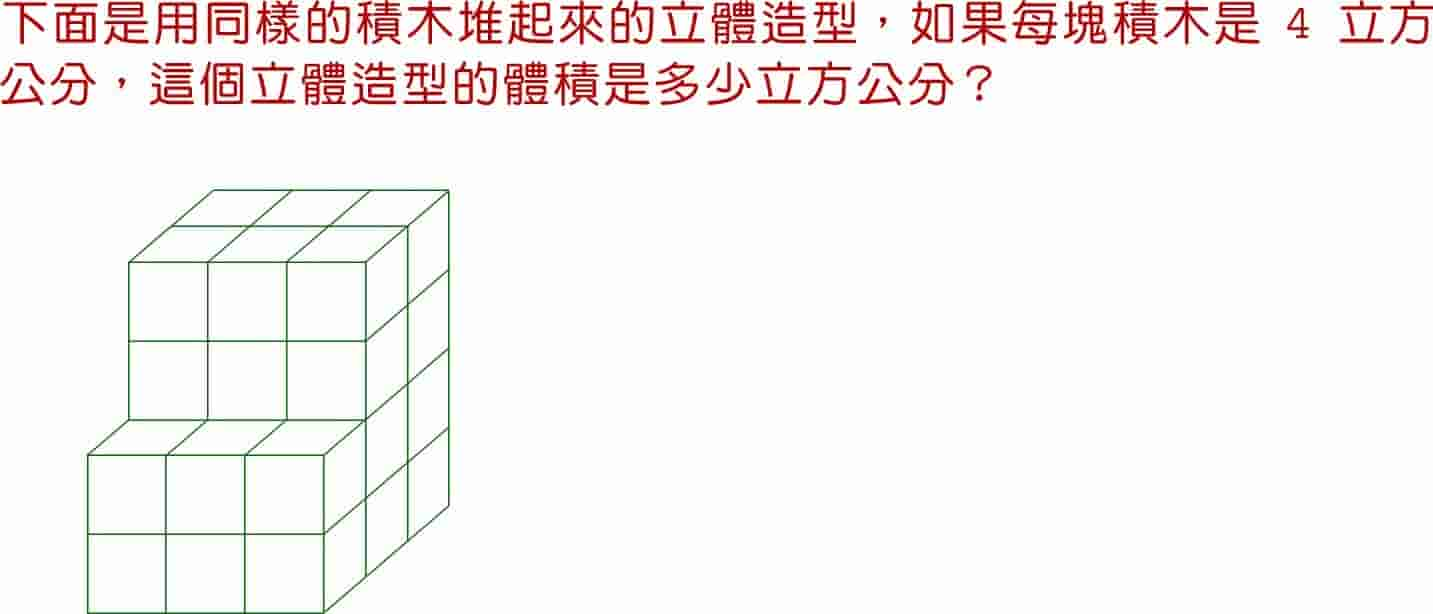 下面是用同樣的積木堆起來的立體造型，如果每塊積木是 4 立方
公分，這個立體造型的體積是多少立方公分？